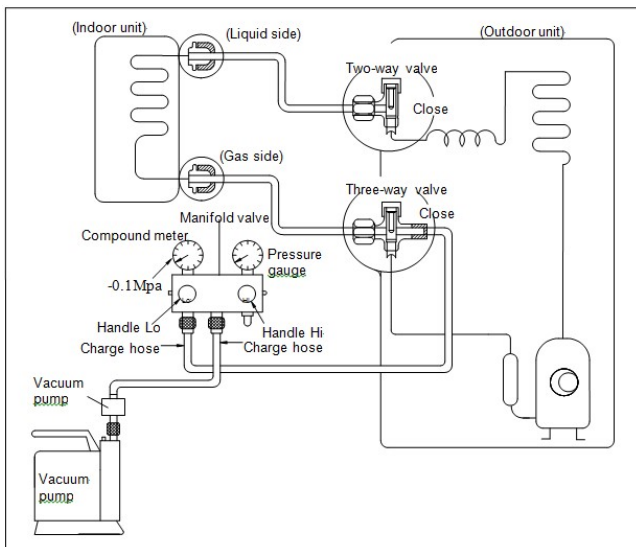 (Indoor unit)
(Liquid side)
(Outdoor unit)
Two-way valve
Close
(Gas side)
Three-way valve
Close
Manifold valve
Compound meter
Pressure
gauge
-0.1Mpa
Handle Lo
Handle Hi
Charge hose
Charge hose
Vacuum
pump
Vacuum
pump